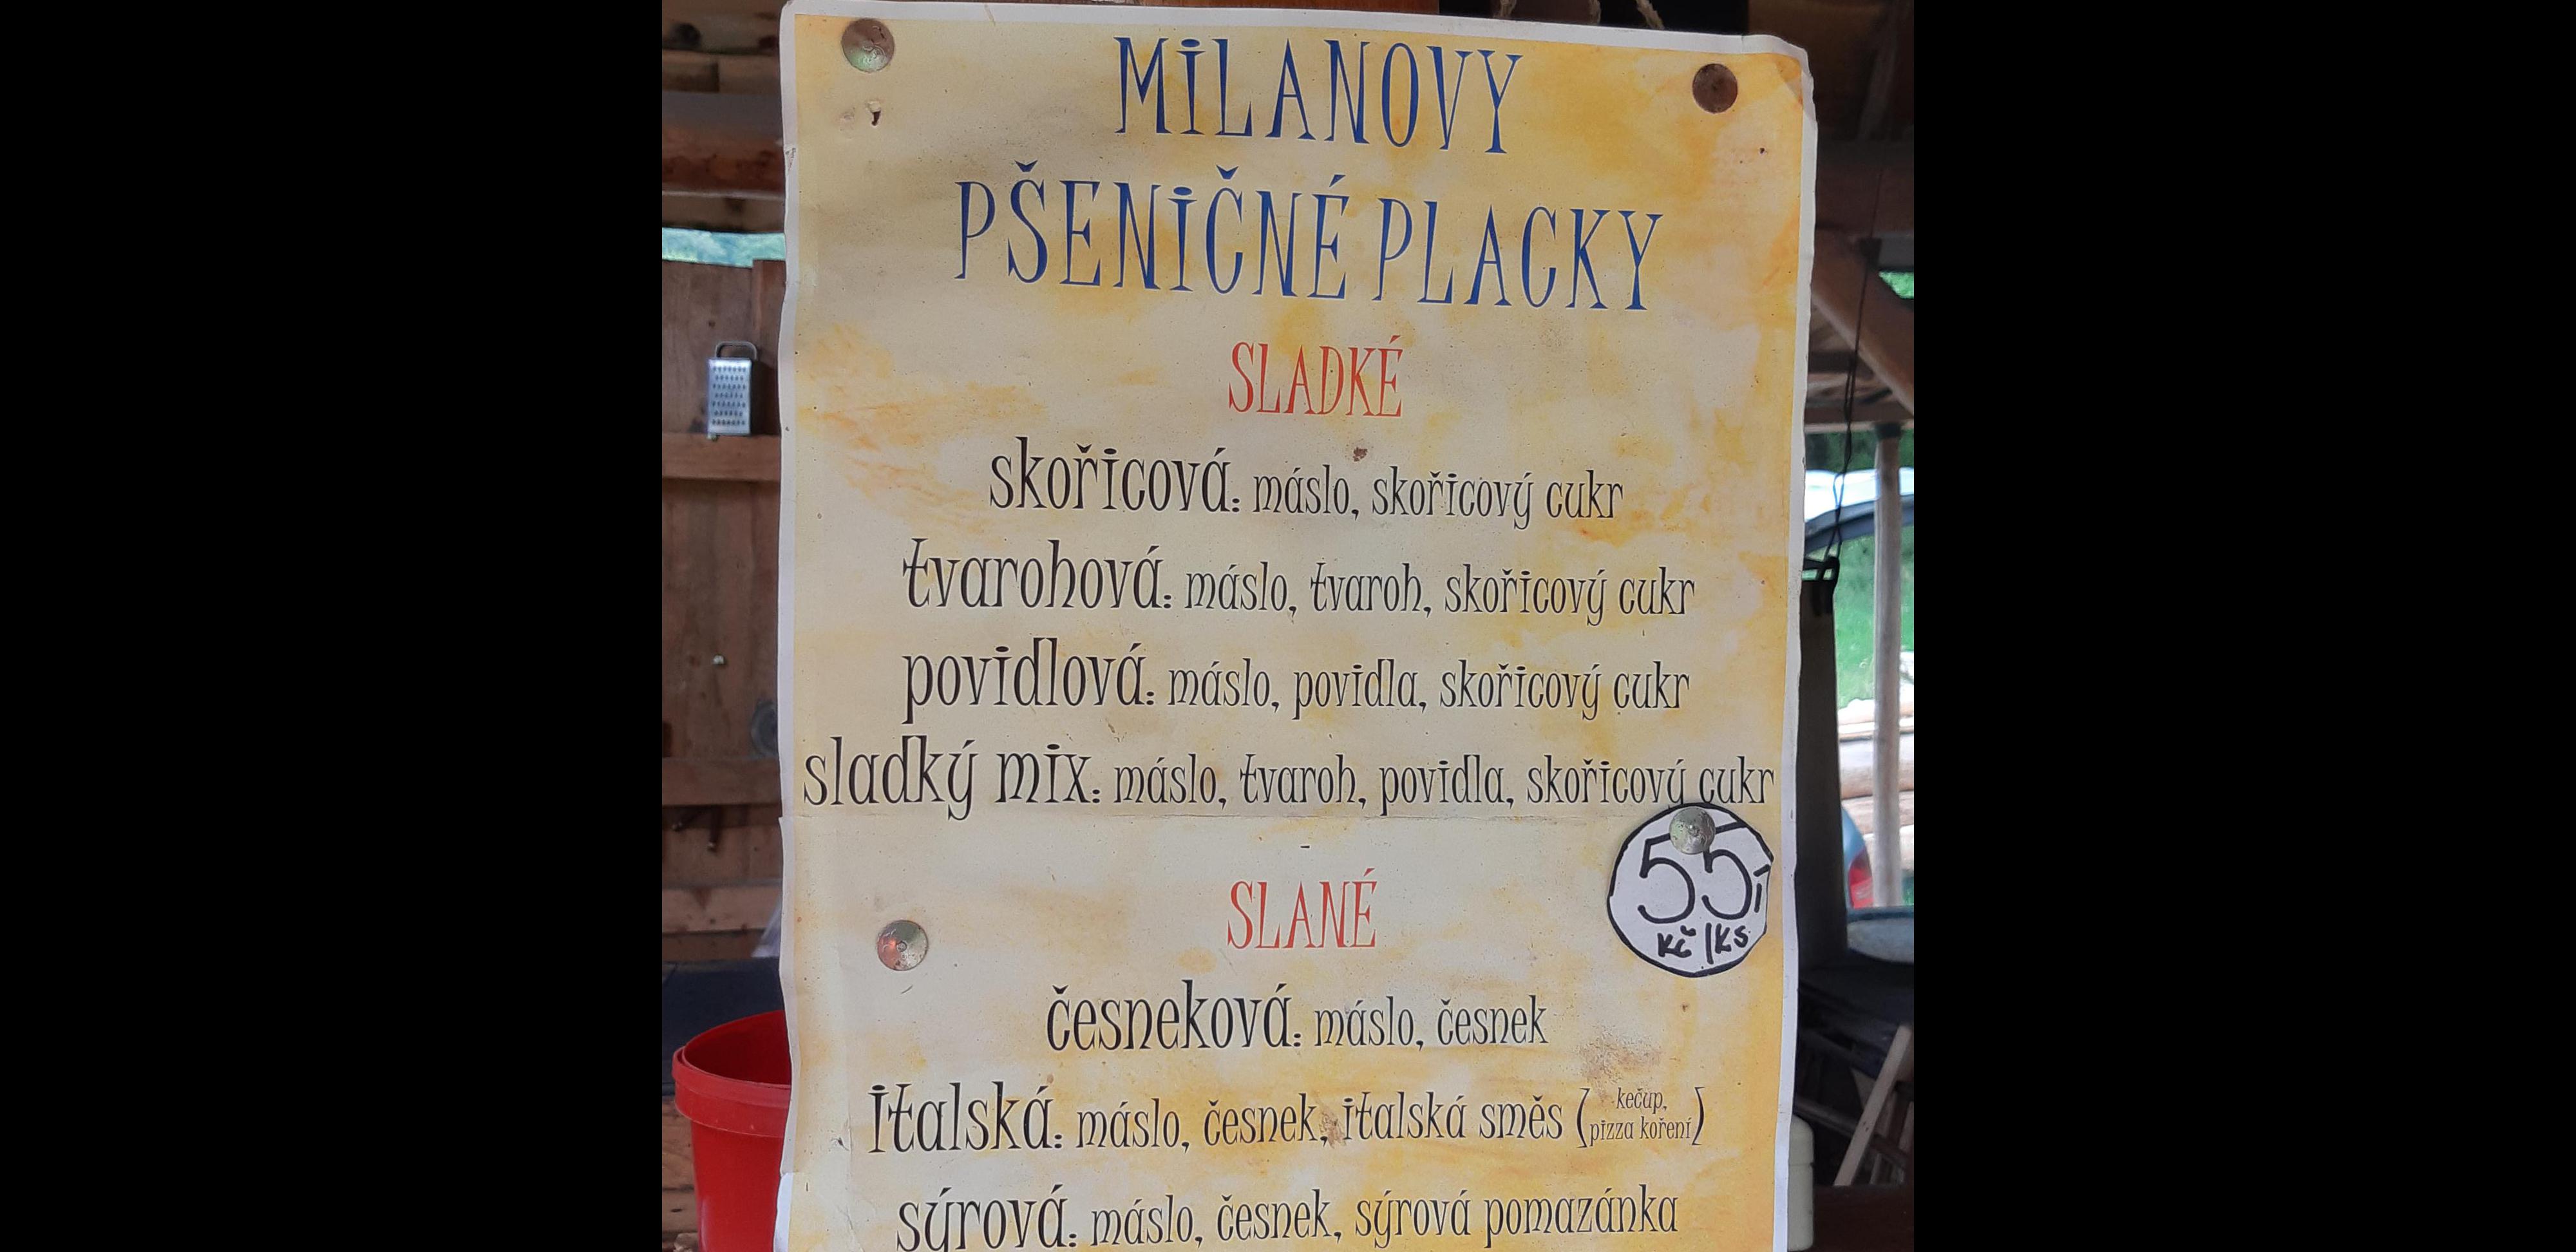 MILANOVY
PŠENIČNÉ PLACKY
SLADKÉ
skořicová: máslo, skořicový cukr
tvarohová: máslo, tvaroh, skořicový cukr
povidlová: máslo, povidla, skořicový cukr
sladký mix: máslo, tvaroh, povidla, skořicový cukr
-
55,-
Kč/ks
SLANÉ
česneková: máslo, česnek
italská: máslo, česnek, italská směs (kečup,
pizza koření)
sýrová: máslo, česnek, sýrová pomazánka